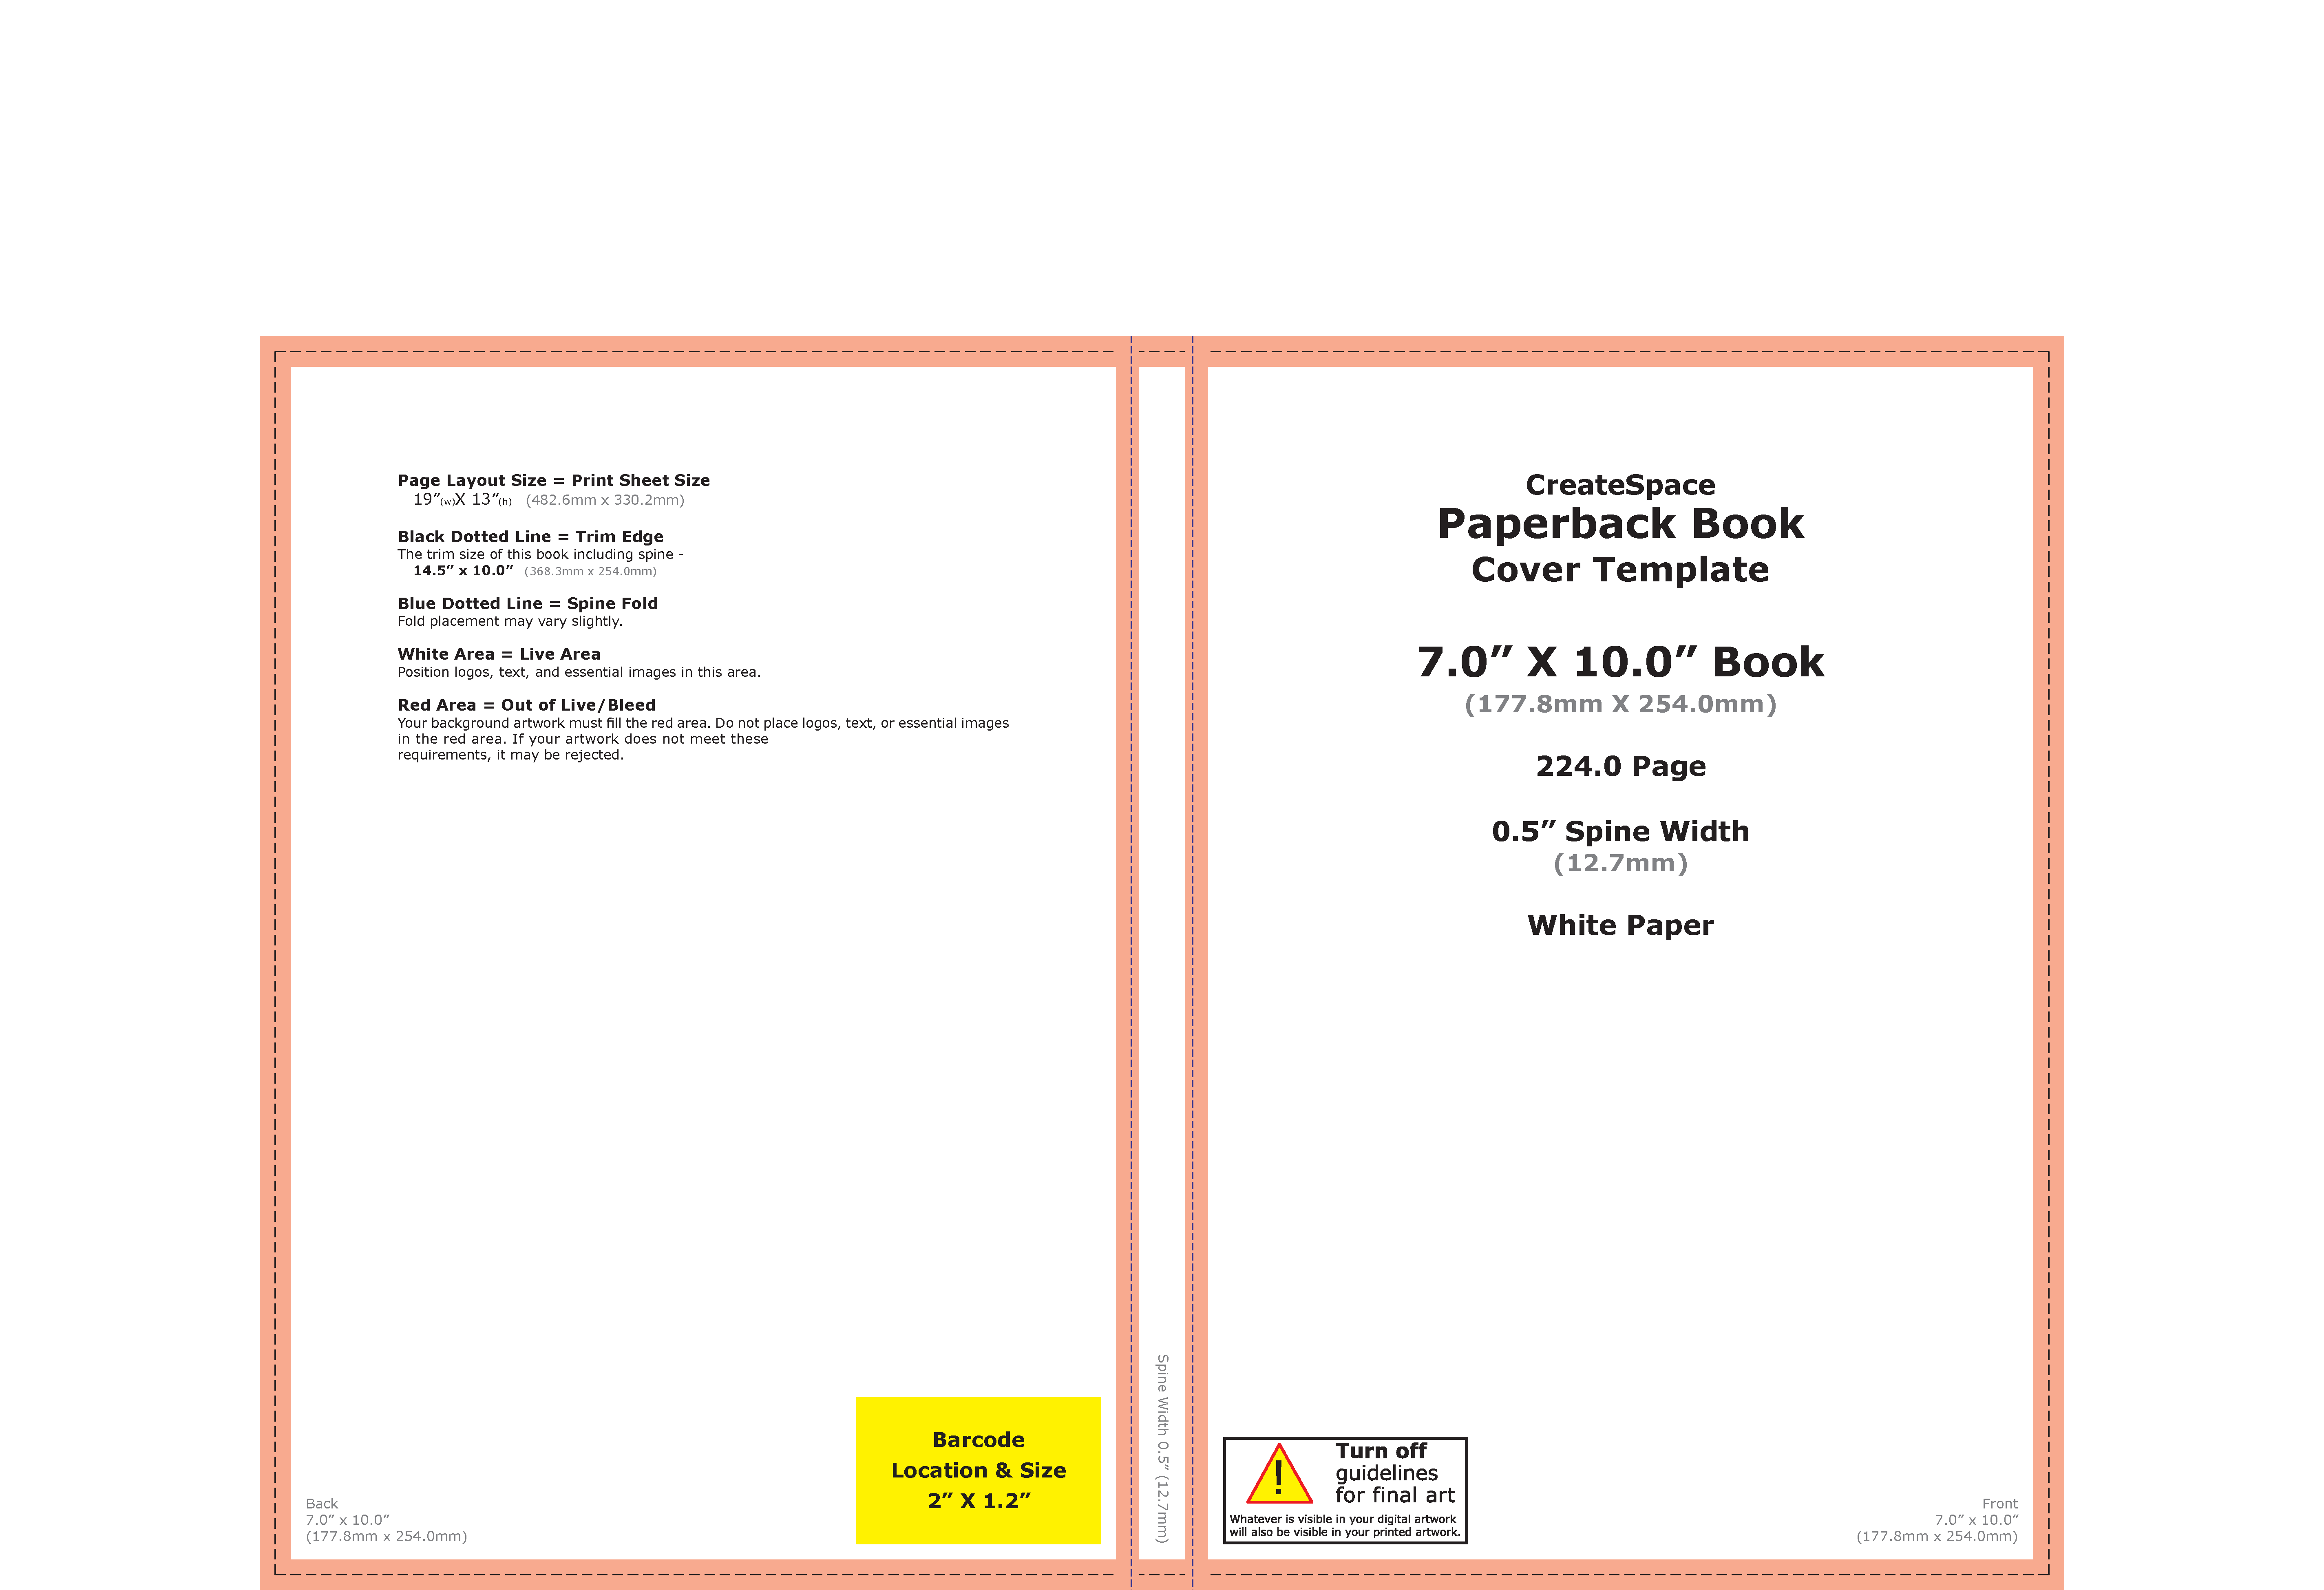 Page Layout Size = Print Sheet Size
19”(w)X 13”(h) (482.6mm x 330.2mm)
Black Dotted Line = Trim Edge
The trim size of this book including spine -
14.5” x 10.0” (368.3mm x 254.0mm)
Blue Dotted Line = Spine Fold
Fold placement may vary slightly.
White Area = Live Area
Position logos, text, and essential images in this area.
Red Area = Out of Live/Bleed
Your background artwork must fill the red area. Do not place logos, text, or essential images
in the red area. If your artwork does not meet these
requirements, it may be rejected.
Barcode
Location & Size
2” X 1.2”
Back
7.0” x 10.0”
(177.8mm x 254.0mm)
Spine Width 0.5” (12.7mm)
CreateSpace
Paperback Book
Cover Template
7.0” X 10.0” Book
(177.8mm X 254.0mm)
224.0 Page
0.5” Spine Width
(12.7mm)
White Paper
!
Turn off
guidelines
for final art
Whatever is visible in your digital artwork
will also be visible in your printed artwork.
Front
7.0” x 10.0”
(177.8mm x 254.0mm)